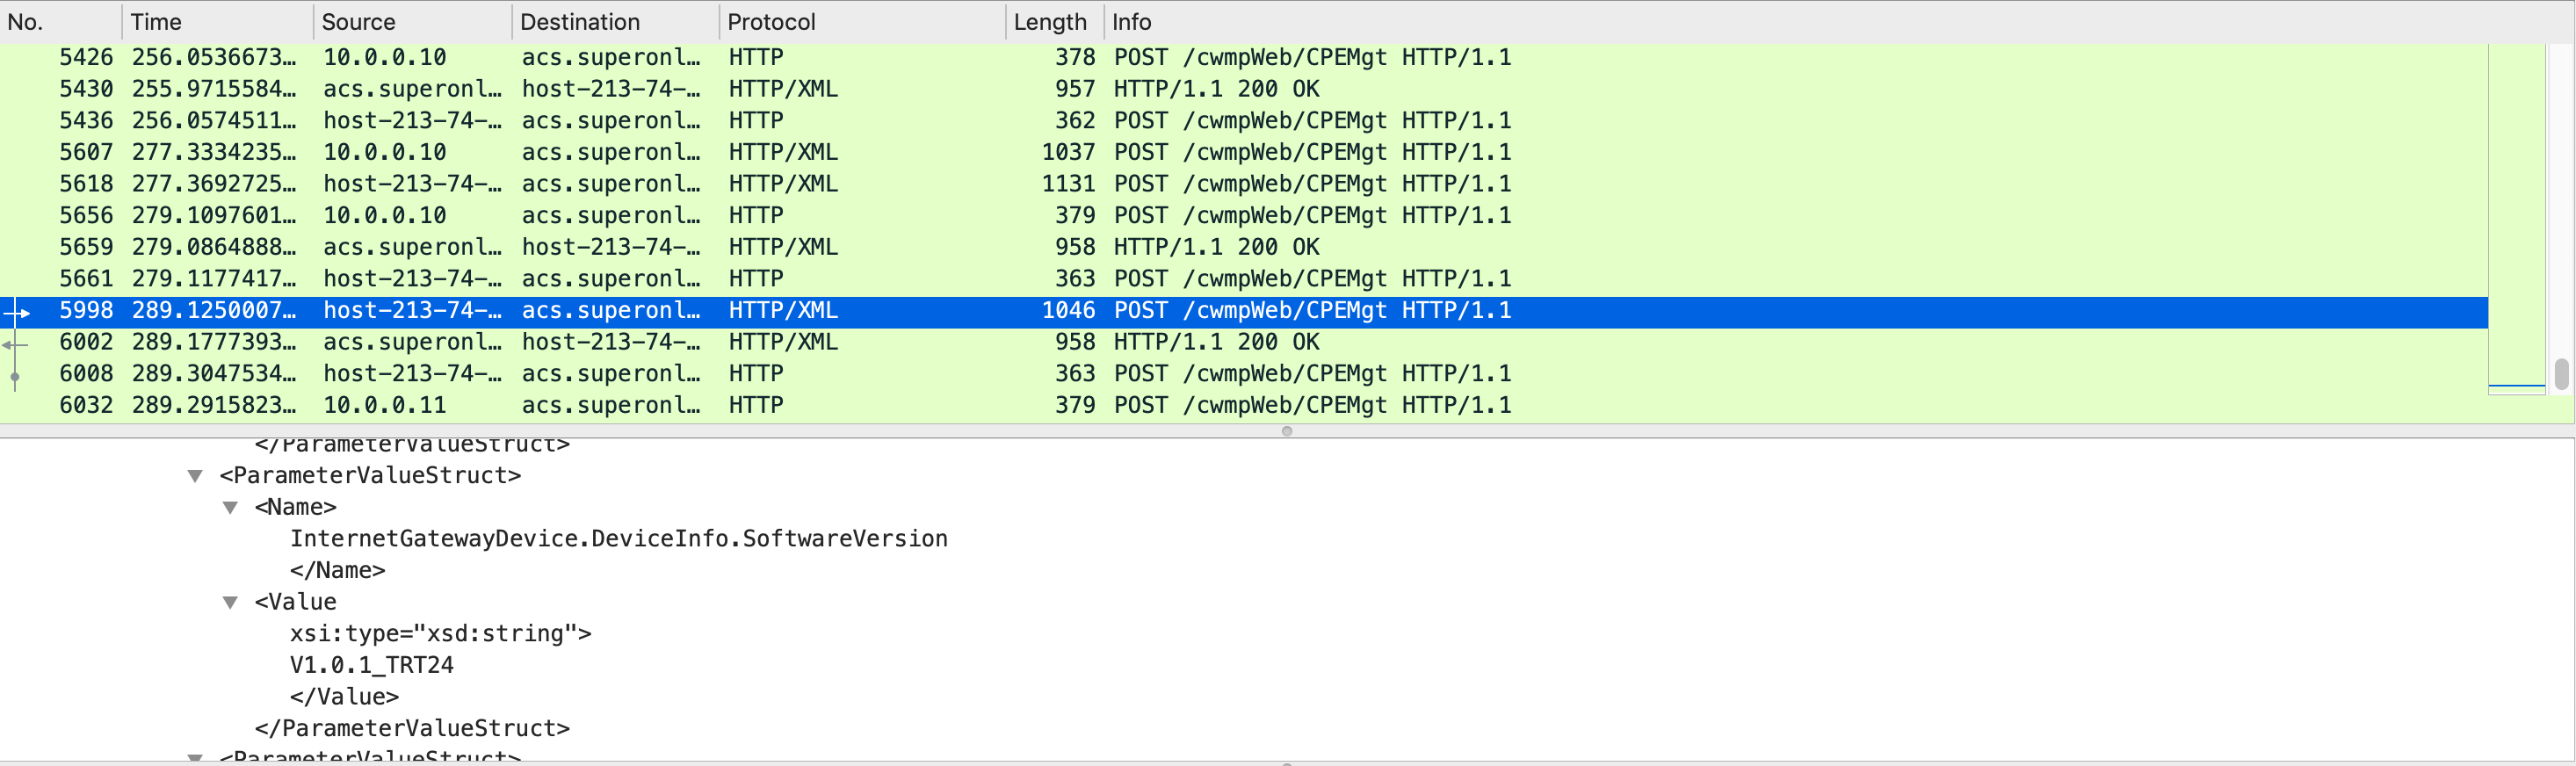 No. Time Source Destination Protocol Length Info
5426 256.0536673… 10.0.0.10 acs.superonl… HTTP 378 POST /cwmpWeb/CPEMgt HTTP/1.1
5430 255.9715584… acs.superonl… host-213-74-… HTTP/XML 957 HTTP/1.1 200 OK
5436 256.0574511… host-213-74-… acs.superonl… HTTP 362 POST /cwmpWeb/CPEMgt HTTP/1.1
5607 277.3334235… 10.0.0.10 acs.superonl… HTTP/XML 1037 POST /cwmpWeb/CPEMgt HTTP/1.1
5618 277.3692725… host-213-74-… acs.superonl… HTTP/XML 1131 POST /cwmpWeb/CPEMgt HTTP/1.1
5656 279.1097601… 10.0.0.10 acs.superonl… HTTP 379 POST /cwmpWeb/CPEMgt HTTP/1.1
5659 279.0864888… acs.superonl… host-213-74-… HTTP/XML 958 HTTP/1.1 200 OK
5661 279.1177417… host-213-74-… acs.superonl… HTTP 363 POST /cwmpWeb/CPEMgt HTTP/1.1
5998 289.1250007… host-213-74-… acs.superonl… HTTP/XML 1046 POST /cwmpWeb/CPEMgt HTTP/1.1
6002 289.1777393… acs.superonl… host-213-74-… HTTP/XML 958 HTTP/1.1 200 OK
6008 289.3047534… host-213-74-… acs.superonl… HTTP 363 POST /cwmpWeb/CPEMgt HTTP/1.1
6032 289.2915823… 10.0.0.11 acs.superonl… HTTP 379 POST /cwmpWeb/CPEMgt HTTP/1.1
</ParameterValueStruct>
<ParameterValueStruct>
<Name>
InternetGatewayDevice.DeviceInfo.SoftwareVersion
</Name>
<Value
xsi:type="xsd:string">
V1.0.1_TRT24
</Value>
</ParameterValueStruct>
<ParameterValueStruct>